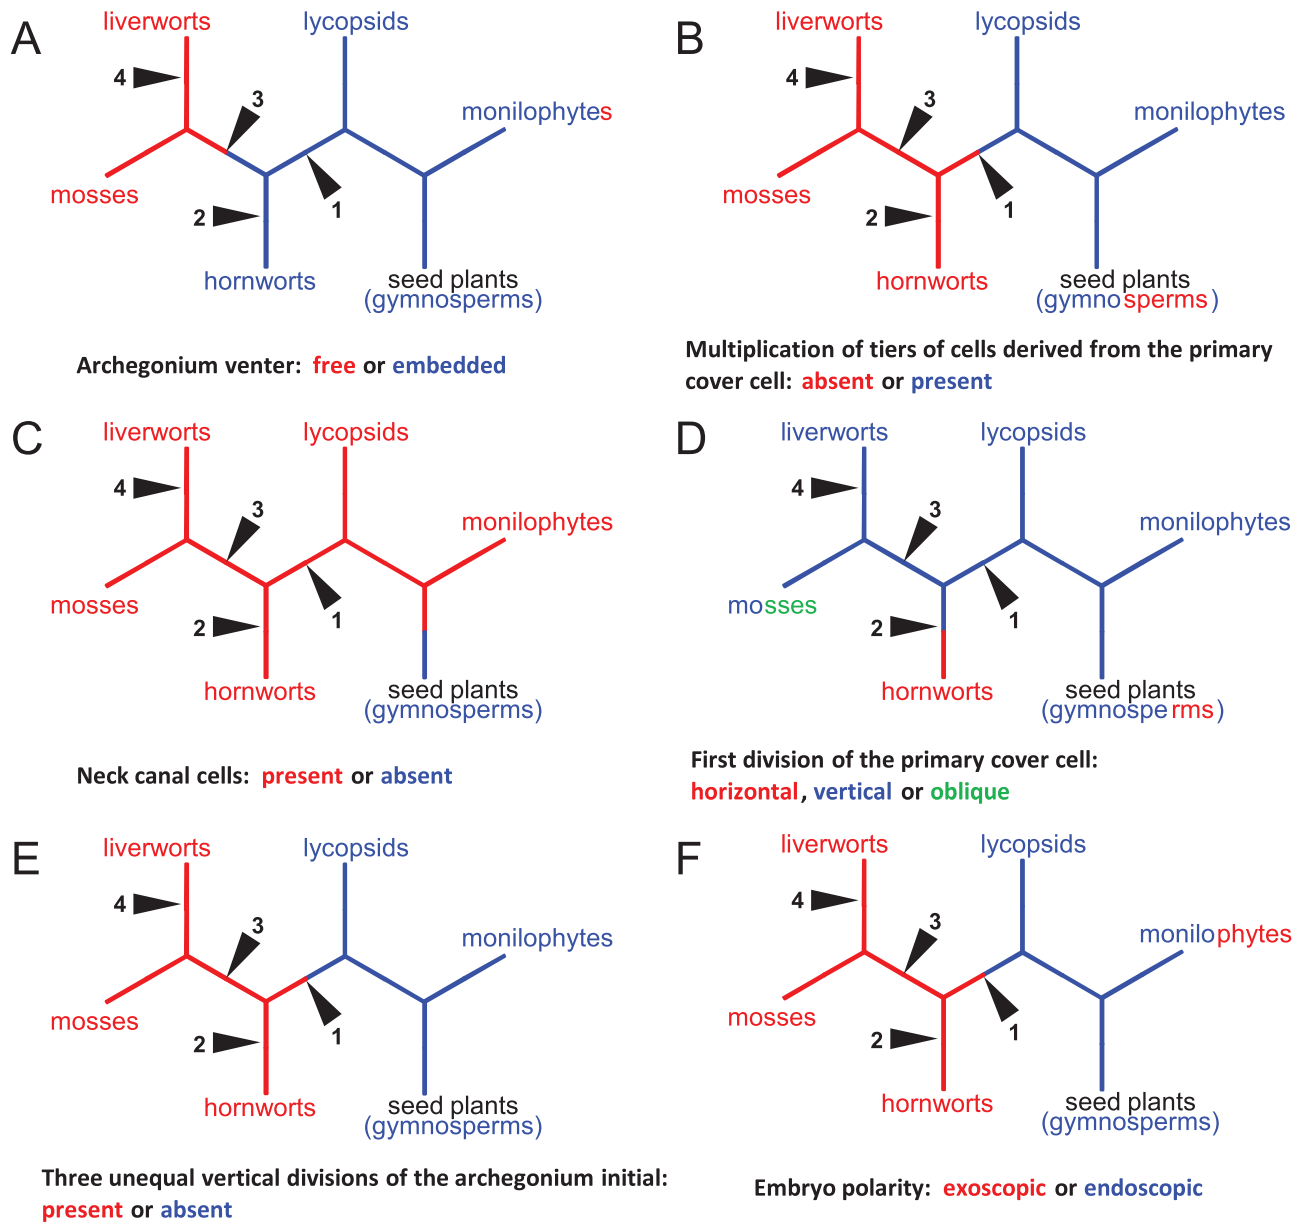 A
liverworts
lycopsids
4
3
monilophytes
mosses
2
1
hornworts
seed plants
(gymnosperms)
Archegonium venter: free or embedded
B
liverworts
lycopsids
4
3
monilophytes
mosses
2
1
hornworts
seed plants
(gymnosperms)
Multiplication of tiers of cells derived from the primary
cover cell: absent or present
C
liverworts
lycopsids
4
3
monilophytes
mosses
2
1
hornworts
seed plants
(gymnosperms)
Neck canal cells: present or absent
D
liverworts
lycopsids
4
3
monilophytes
mosses
2
1
hornworts
seed plants
(gymnosperms)
First division of the primary cover cell:
horizontal, vertical or oblique
E
liverworts
lycopsids
4
3
monilophytes
mosses
2
1
hornworts
seed plants
(gymnosperms)
Three unequal vertical divisions of the archegonium initial:
present or absent
F
liverworts
lycopsids
4
3
monilophytes
mosses
2
1
hornworts
seed plants
(gymnosperms)
Embryo polarity: exoscopic or endoscopic